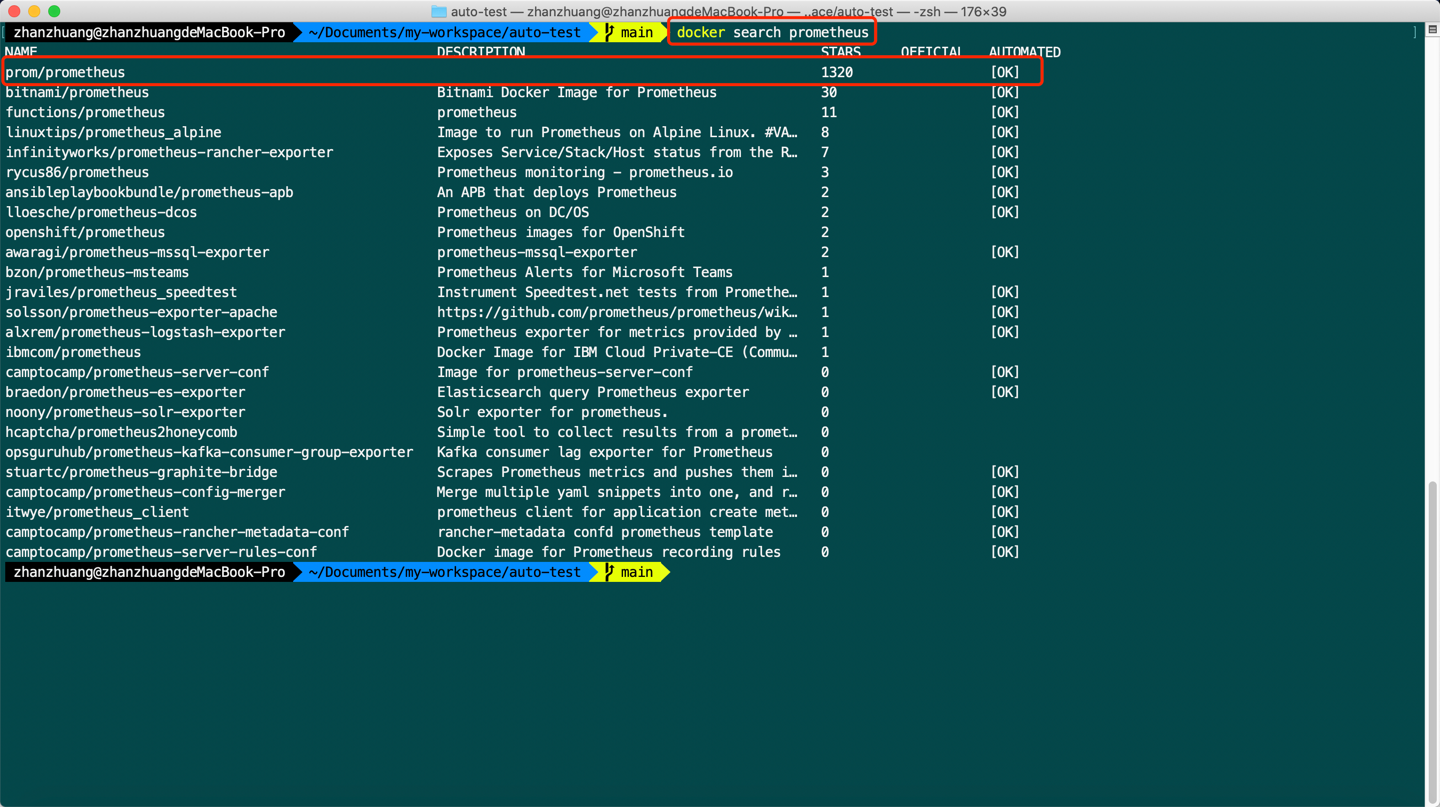 auto-test — zhanzhuang@zhanzhuangdeMacBook-Pro — ..ace/auto-test — -zsh — 176×39
zhanzhuang@zhanzhuangdeMacBook-Pro ~/Documents/my-workspace/auto-test main docker search prometheus
NAME DESCRIPTION STARS OFFICIAL AUTOMATED
prom/prometheus 1320 [OK]
bitnami/prometheus Bitnami Docker Image for Prometheus 30 [OK]
functions/prometheus prometheus 11 [OK]
linuxtips/prometheus_alpine Image to run Prometheus on Alpine Linux. #VA… 8 [OK]
infinityworks/prometheus-rancher-exporter Exposes Service/Stack/Host status from the R… 7 [OK]
rycus86/prometheus Prometheus monitoring - prometheus.io 3 [OK]
ansibleplaybookbundle/prometheus-apb An APB that deploys Prometheus 2 [OK]
lloesche/prometheus-dcos Prometheus on DC/OS 2 [OK]
openshift/prometheus Prometheus images for OpenShift 2
awaragi/prometheus-mssql-exporter prometheus-mssql-exporter 2 [OK]
bzon/prometheus-msteams Prometheus Alerts for Microsoft Teams 1
jraviles/prometheus_speedtest Instrument Speedtest.net tests from Promethe… 1 [OK]
solsson/prometheus-exporter-apache https://github.com/prometheus/prometheus/wik… 1 [OK]
alxrem/prometheus-logstash-exporter Prometheus exporter for metrics provided by … 1 [OK]
ibmcom/prometheus Docker Image for IBM Cloud Private-CE (Commu… 1
camptocamp/prometheus-server-conf Image for prometheus-server-conf 0 [OK]
braedon/prometheus-es-exporter Elasticsearch query Prometheus exporter 0 [OK]
noony/prometheus-solr-exporter Solr exporter for prometheus. 0
hcaptcha/prometheus2honeycomb Simple tool to collect results from a promet… 0
opsguruhub/prometheus-kafka-consumer-group-exporter Kafka consumer lag exporter for Prometheus 0
stuartc/prometheus-graphite-bridge Scrapes Prometheus metrics and pushes them i… 0 [OK]
camptocamp/prometheus-config-merger Merge multiple yaml snippets into one, and r… 0 [OK]
itwye/prometheus_client prometheus client for application create met… 0 [OK]
camptocamp/prometheus-rancher-metadata-conf rancher-metadata confd prometheus template 0 [OK]
camptocamp/prometheus-server-rules-conf Docker image for Prometheus recording rules 0 [OK]
zhanzhuang@zhanzhuangdeMacBook-Pro ~/Documents/my-workspace/auto-test main